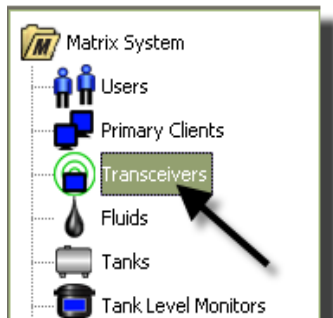 Matrix System
Users
Primary Clients
Transceivers
Fluids
Tanks
Tank Level Monitors